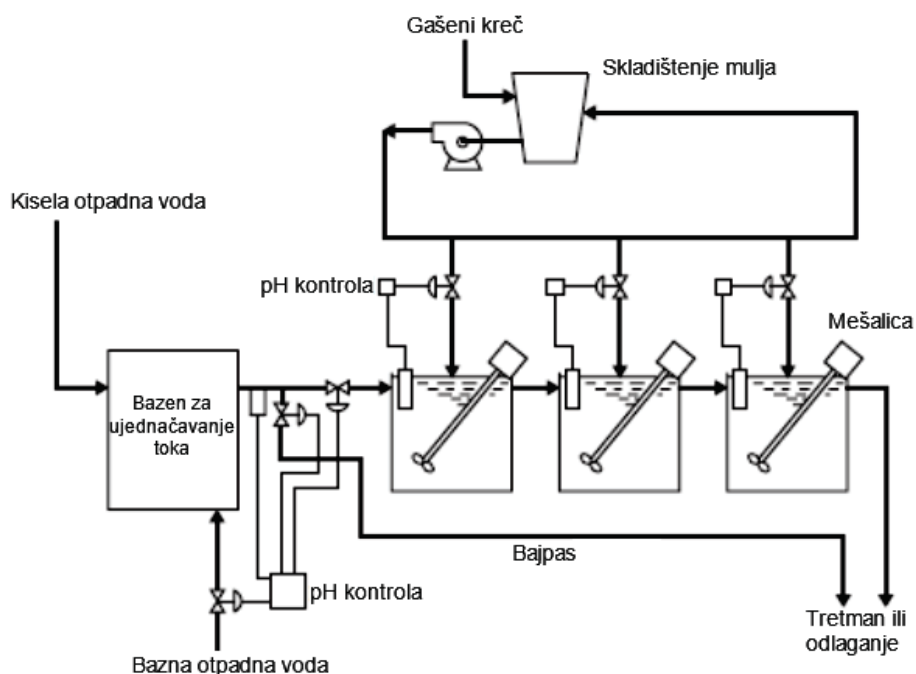 Gašeni kreč
Skladištenje mulja
Kisela otpadna voda
pH kontrola
Mešalica
Bazen za
ujednačavanje
toka
Bajpas
pH kontrola
Tretman ili
odlaganje
Bazna otpadna voda